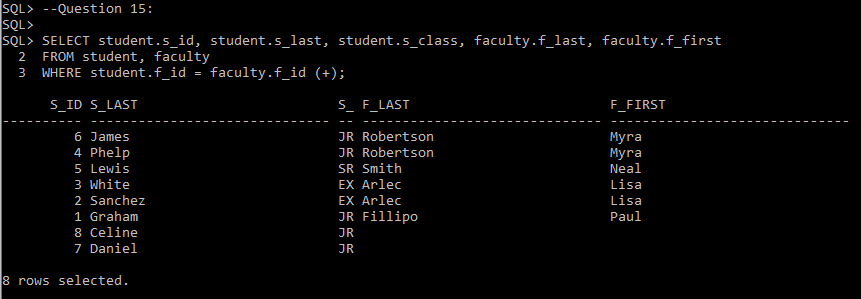 SQL> --Question 15:
SQL>
SQL> SELECT student.s_id, student.s_last, student.s_class, faculty.f_last, faculty.f_first
  2  FROM student, faculty
  3  WHERE student.f_id = faculty.f_id (+);

      S_ID S_LAST                         S_ F_LAST                         F_FIRST
---------- ------------------------------ -- ------------------------------ ------------------------------
         6 James                          JR Robertson                      Myra
         4 Phelp                          JR Robertson                      Myra
         5 Lewis                          SR Smith                          Neal
         3 White                          EX Arlec                          Lisa
         2 Sanchez                        EX Arlec                          Lisa
         1 Graham                         JR Fillipo                        Paul
         8 Celine                         JR
         7 Daniel                         JR

8 rows selected.